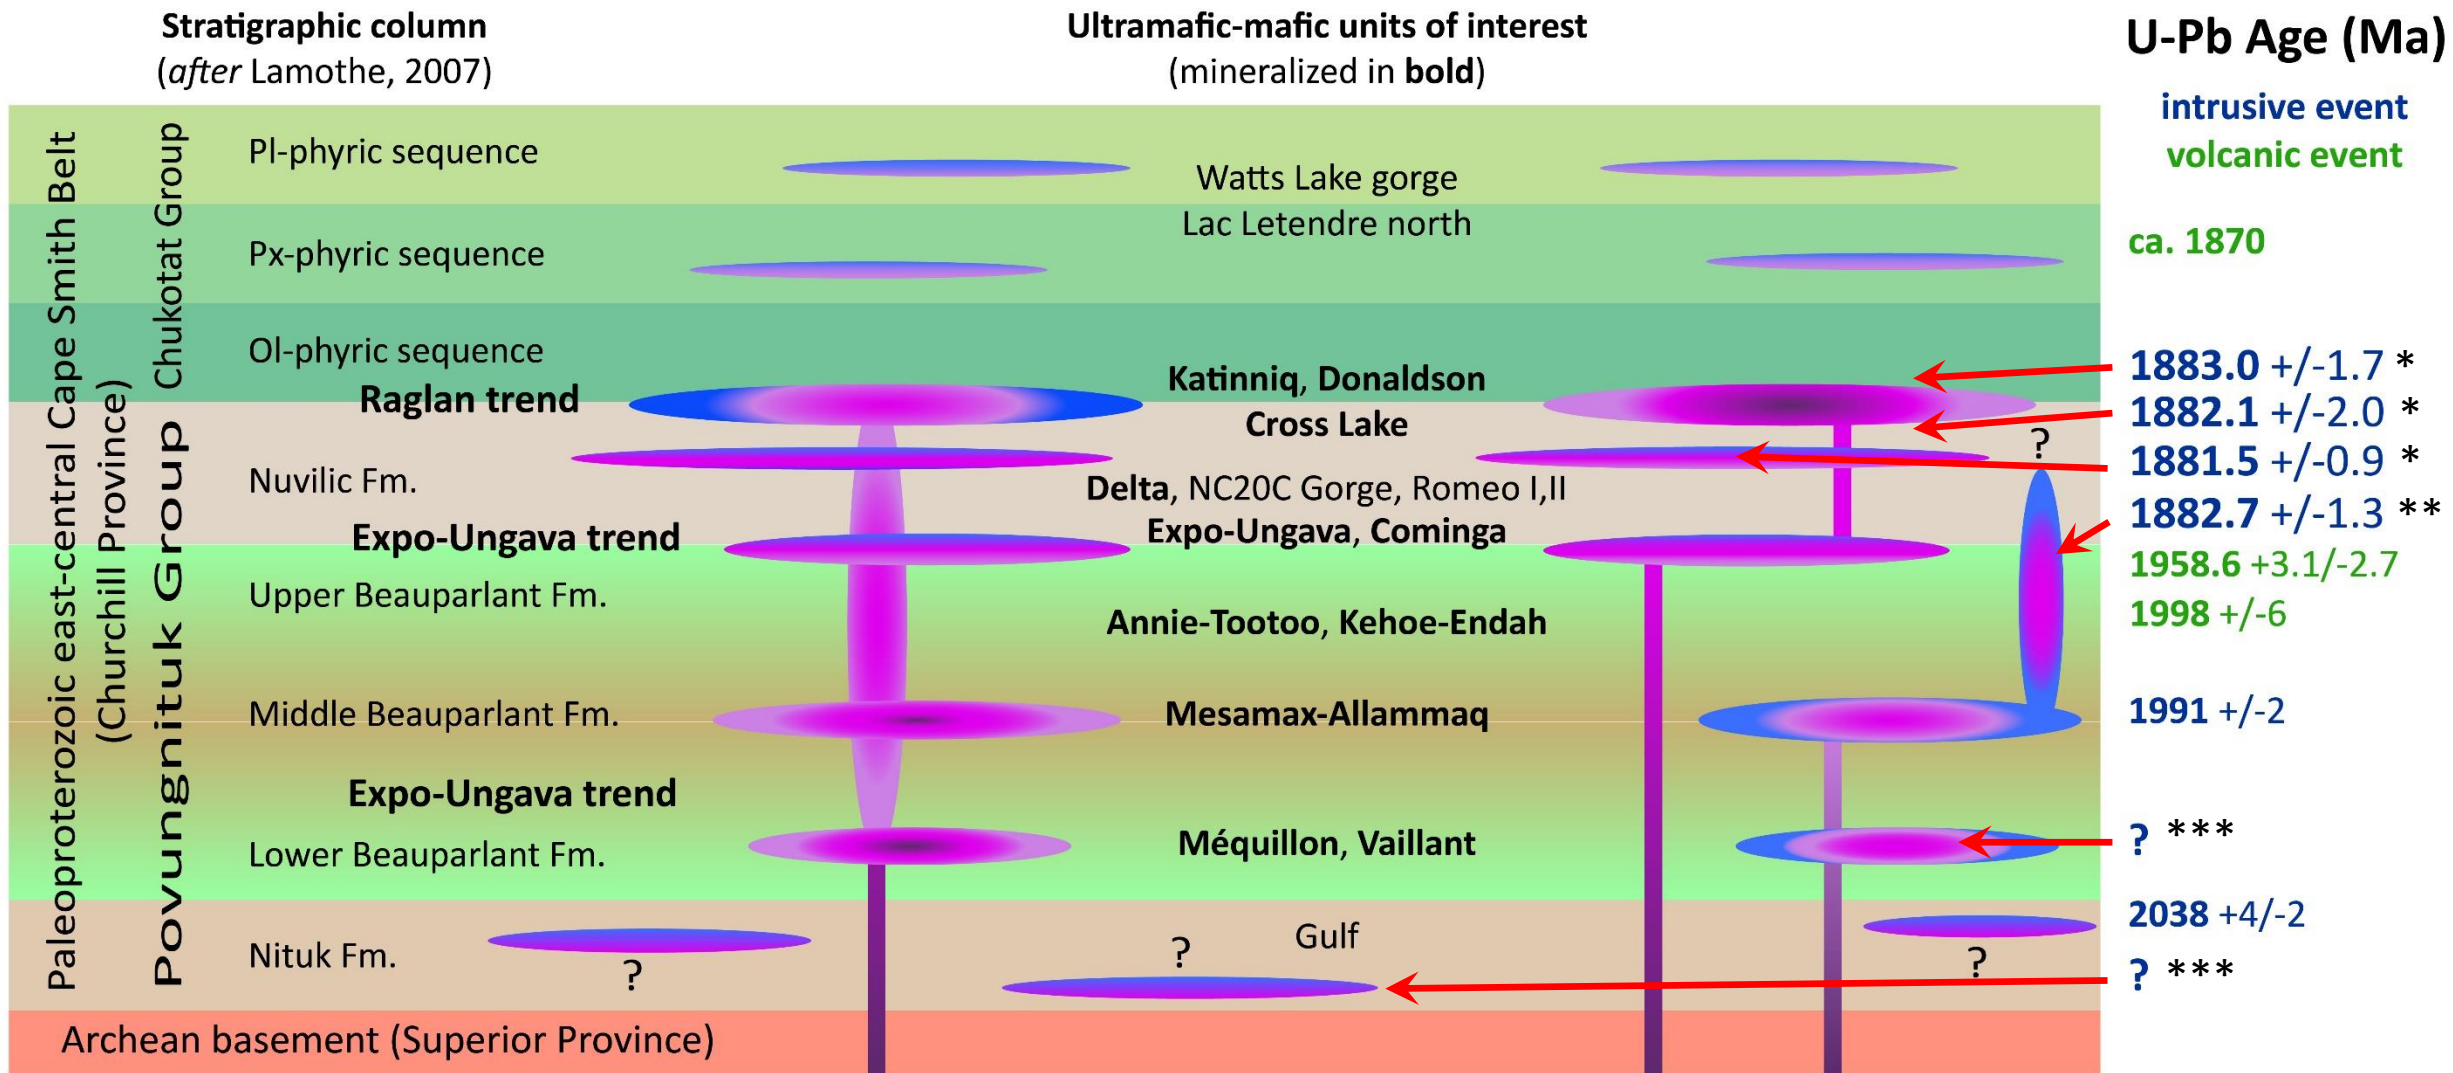 Stratigraphic column
(after Lamothe, 2007)
Ultramafic-mafic units of interest
(mineralized in bold)
U-Pb Age (Ma)
intrusive event
volcanic event
Paleoproterozoic east-central Cape Smith Belt
(Churchill Province)
Chukotat Group
Povungnituk Group
Pl-phyric sequence
Watts Lake gorge
Lac Letendre north
Px-phyric sequence
ca. 1870
Ol-phyric sequence
Raglan trend
Katinniq, Donaldson
Cross Lake
1883.0 +/-1.7 *
1882.1 +/-2.0 *
?
1881.5 +/-0.9 *
Nuvilic Fm.
Delta, NC20C Gorge, Romeo I,II
1882.7 +/-1.3 **
Expo-Ungava trend
Expo-Ungava, Cominga
1958.6 +3.1/-2.7
Upper Beauparlant Fm.
Annie-Tootoo, Kehoe-Endah
1998 +/-6
Middle Beauparlant Fm.
Mesamax-Allammaq
1991 +/-2
Expo-Ungava trend
Lower Beauparlant Fm.
Méquillon, Vaillant
? ***
2038 +4/-2
Nituk Fm.
?
?
Gulf
?
? ***
Archean basement (Superior Province)